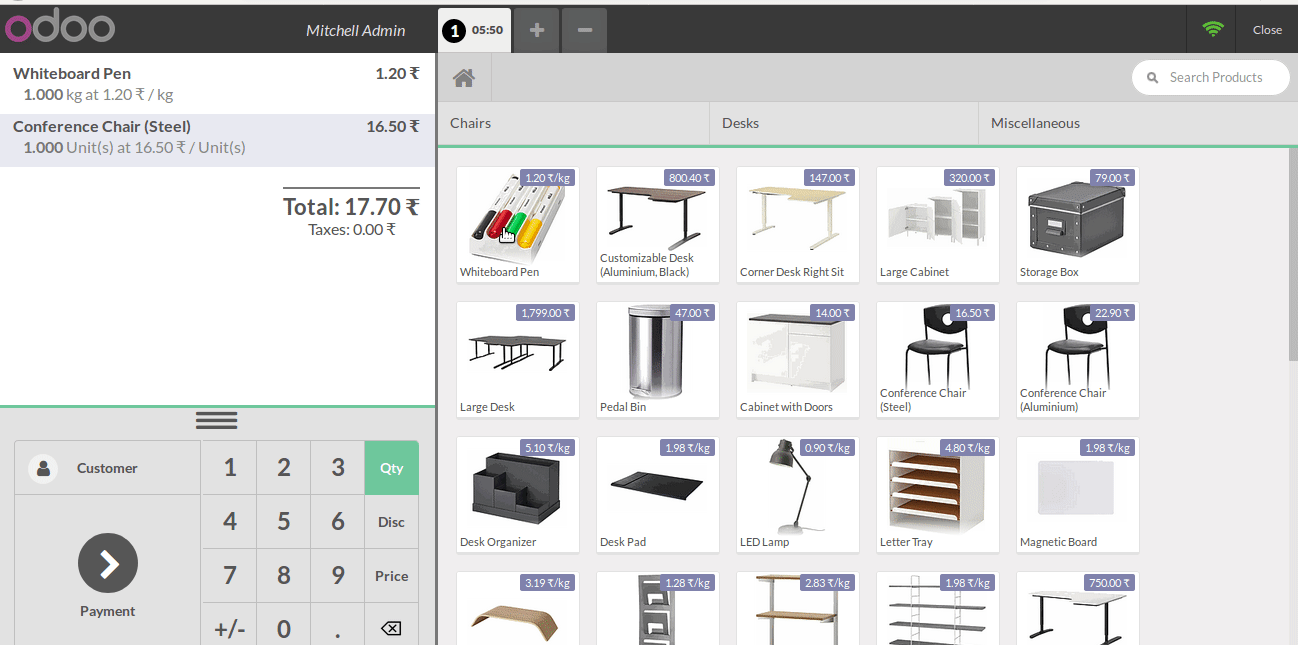 odoo
Mitchell Admin
1 05:50
+
−
Close
Search Products
Whiteboard Pen 1.20 ₹
1.000 kg at 1.20 ₹ / kg
Conference Chair (Steel) 16.50 ₹
1.000 Unit(s) at 16.50 ₹ / Unit(s)
Total: 17.70 ₹
Taxes: 0.00 ₹
Customer
1 2 3 Qty
4 5 6 Disc
7 8 9 Price
+/- 0 .
Payment
Chairs Desks Miscellaneous
1.20 ₹/kg
Whiteboard Pen
800.40 ₹
Customizable Desk
(Aluminium, Black)
147.00 ₹
Corner Desk Right Sit
320.00 ₹
Large Cabinet
79.00 ₹
Storage Box
1,799.00 ₹
Large Desk
47.00 ₹
Pedal Bin
14.00 ₹
Cabinet with Doors
16.50 ₹
Conference Chair
(Steel)
22.90 ₹
Conference Chair
(Aluminium)
5.10 ₹/kg
Desk Organizer
1.98 ₹/kg
Desk Pad
0.90 ₹/kg
LED Lamp
4.80 ₹/kg
Letter Tray
1.98 ₹/kg
Magnetic Board
3.19 ₹/kg
1.28 ₹/kg
2.83 ₹/kg
1.98 ₹/kg
750.00 ₹